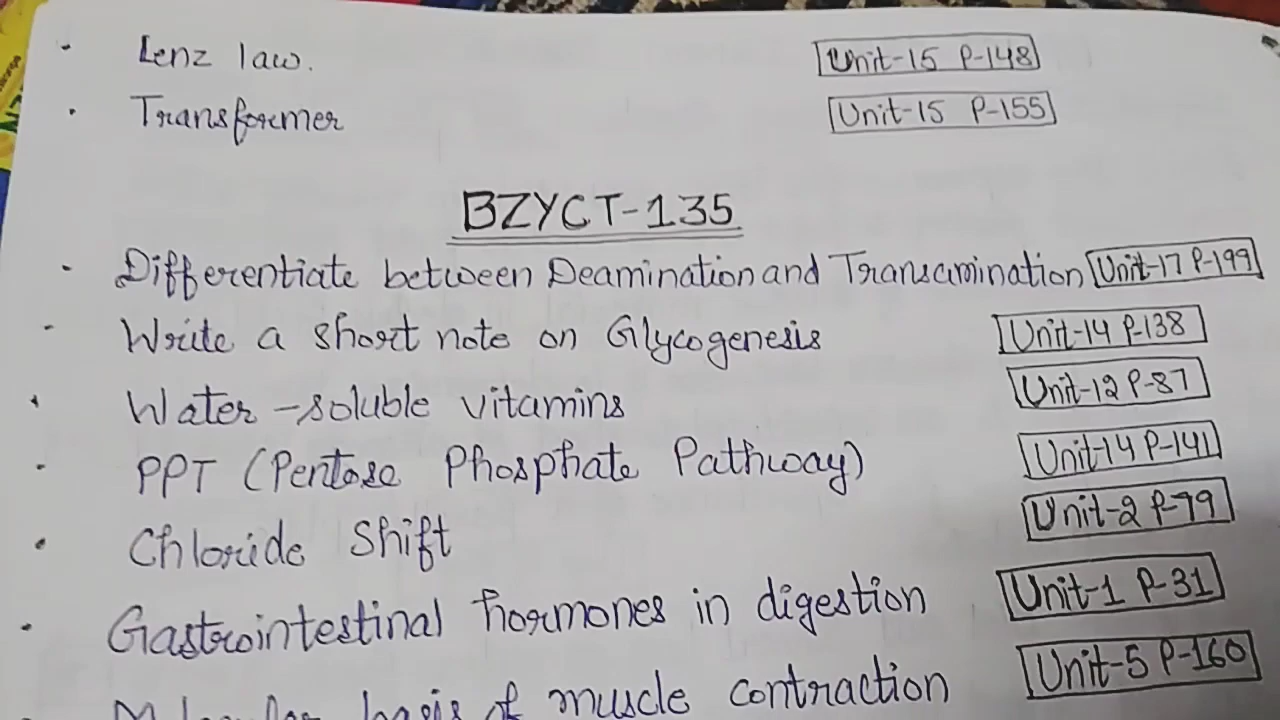 Lenz law. Unit-15 P-148
Transformer Unit-15 P-155
BZYCT-135
Differentiate between Deamination and Transamination Unit-17 P-199
Write a short note on Glycogenesis Unit-14 P-138
Water-soluble vitamins Unit-12 P-87
PPT (Pentose Phosphate Pathway) Unit-14 P-141
Chloride Shift Unit-2 P-79
Gastrointestinal hormones in digestion Unit-1 P-31
basis of muscle contraction Unit-5 P-160